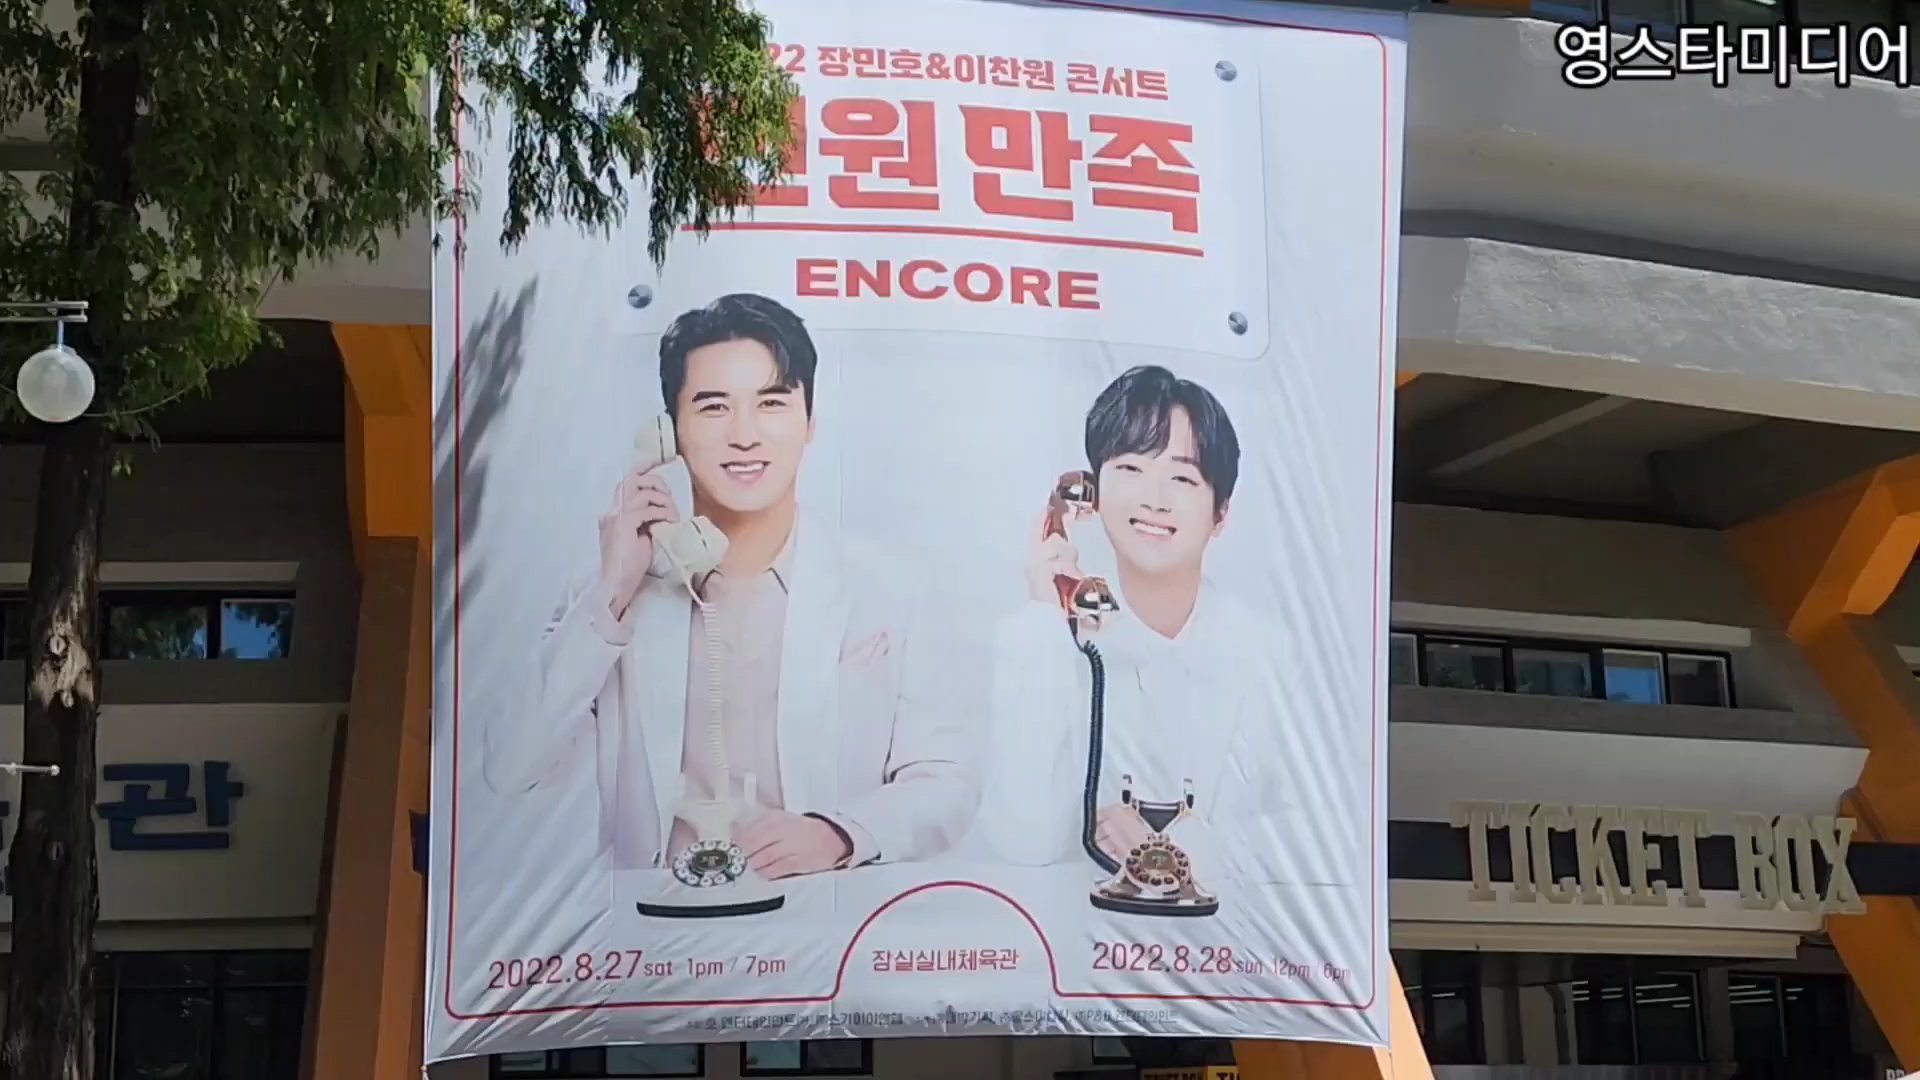 영스타미디어
22 장민호&이찬원 콘서트
원 만족
ENCORE
관
TICKET BOX
2022.8.27 sat 1pm / 7pm
잠실실내체육관
2022.8.28 sun 12pm / 6pm
TICKET BOX